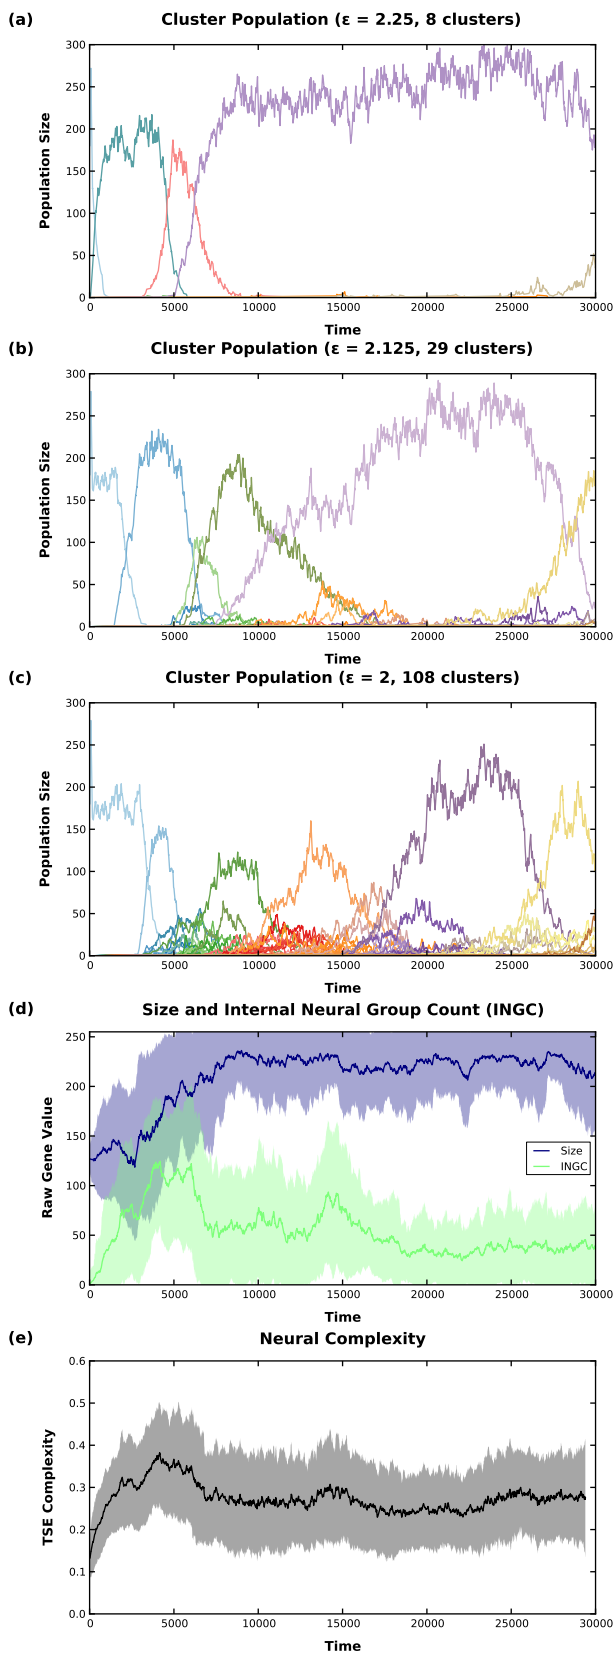 (a) Cluster Population (ε = 2.25, 8 clusters)
Population Size
300
250
200
150
100
50
0
0 5000 10000 15000 20000 25000 30000
Time
(b) Cluster Population (ε = 2.125, 29 clusters)
Population Size
300
250
200
150
100
50
0
0 5000 10000 15000 20000 25000 30000
Time
(c) Cluster Population (ε = 2, 108 clusters)
Population Size
300
250
200
150
100
50
0
0 5000 10000 15000 20000 25000 30000
Time
(d) Size and Internal Neural Group Count (INGC)
Raw Gene Value
250
200
150
100
50
0
Size
INGC
0 5000 10000 15000 20000 25000 30000
Time
(e) Neural Complexity
TSE Complexity
0.6
0.5
0.4
0.3
0.2
0.1
0.0
0 5000 10000 15000 20000 25000 30000
Time